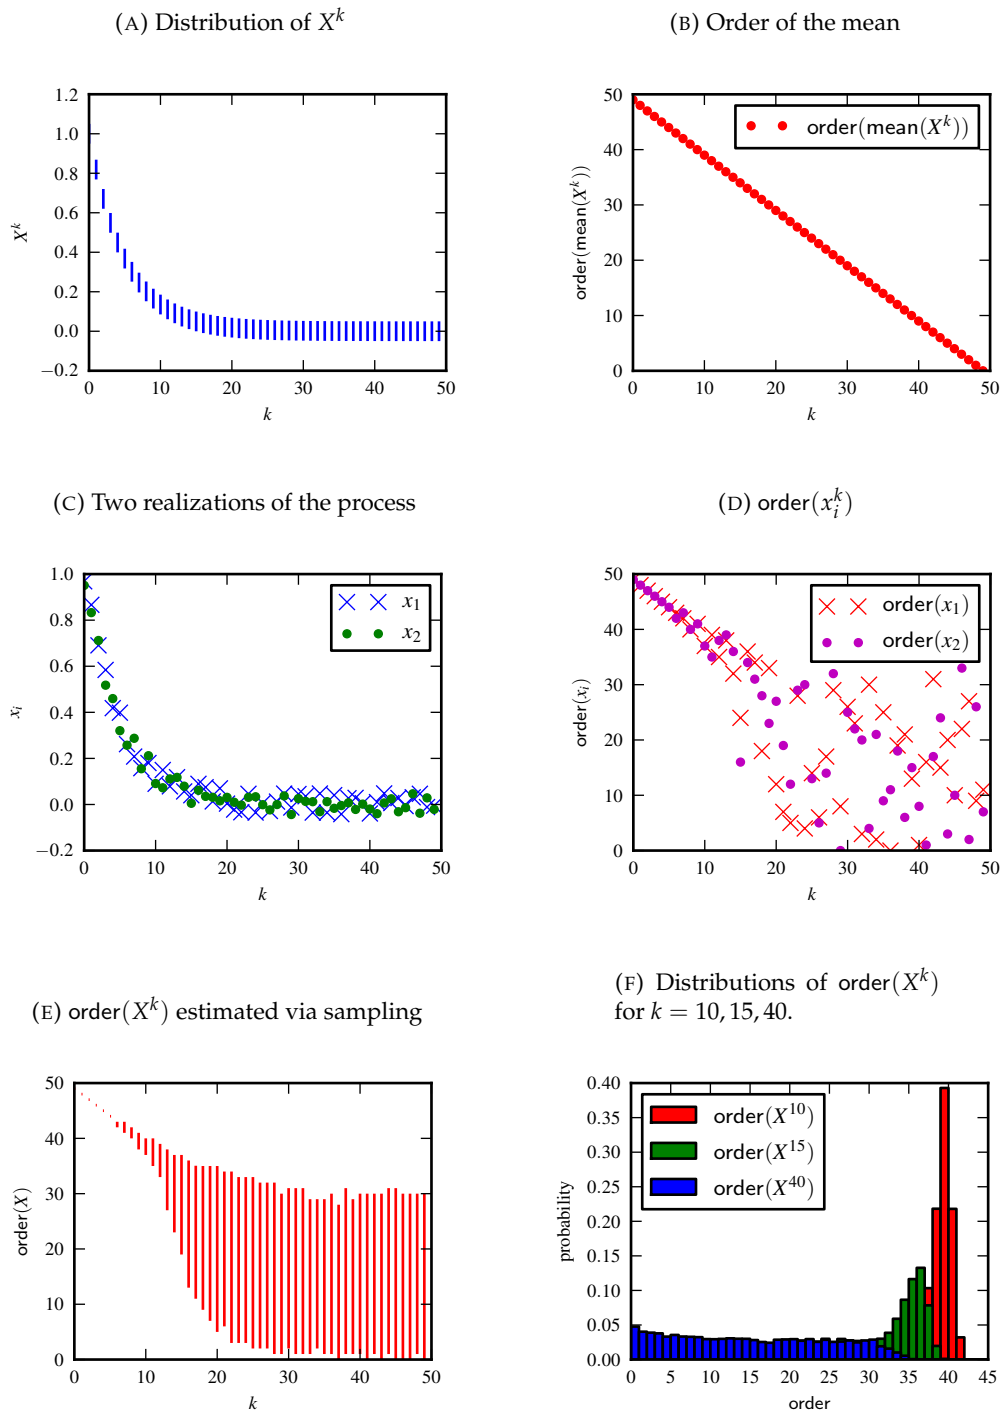 (A) Distribution of X^k
1.2
1.0
0.8
0.6
0.4
0.2
0.0
−0.2
X^k
0 10 20 30 40 50
k
(B) Order of the mean
50
40
30
20
10
0
order(mean(X^k))
order(mean(X^k))
0 10 20 30 40 50
k
(C) Two realizations of the process
1.0
0.8
0.6
0.4
0.2
0.0
−0.2
x_i
x_1
x_2
0 10 20 30 40 50
k
(D) order(x_i^k)
50
40
30
20
10
0
order(x_i)
order(x_1)
order(x_2)
0 10 20 30 40 50
k
(E) order(X^k) estimated via sampling
50
40
30
20
10
0
order(X)
0 10 20 30 40 50
k
(F) Distributions of order(X^k)
for k = 10, 15, 40.
0.40
0.35
0.30
0.25
0.20
0.15
0.10
0.05
0.00
probability
order(X^10)
order(X^15)
order(X^40)
0 5 10 15 20 25 30 35 40 45
order